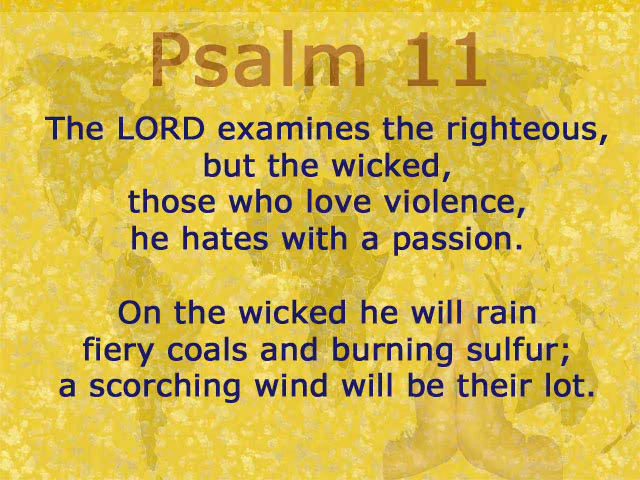 Psalm 11
The LORD examines the righteous,
but the wicked,
those who love violence,
he hates with a passion.
On the wicked he will rain
fiery coals and burning sulfur;
a scorching wind will be their lot.